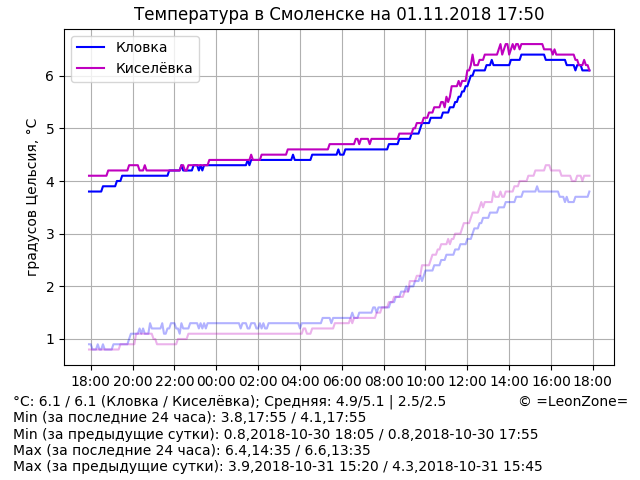 Температура в Смоленске на 01.11.2018 17:50
Кловка
Киселёвка
градусов Цельсия, °C
6
5
4
3
2
1
18:00 20:00 22:00 00:00 02:00 04:00 06:00 08:00 10:00 12:00 14:00 16:00 18:00
°C: 6.1 / 6.1 (Кловка / Киселёвка); Средняя: 4.9/5.1 | 2.5/2.5 © =LeonZone=
Min (за последние 24 часа): 3.8,17:55 / 4.1,17:55
Min (за предыдущие сутки): 0.8,2018-10-30 18:05 / 0.8,2018-10-30 17:55
Max (за последние 24 часа): 6.4,14:35 / 6.6,13:35
Max (за предыдущие сутки): 3.9,2018-10-31 15:20 / 4.3,2018-10-31 15:45